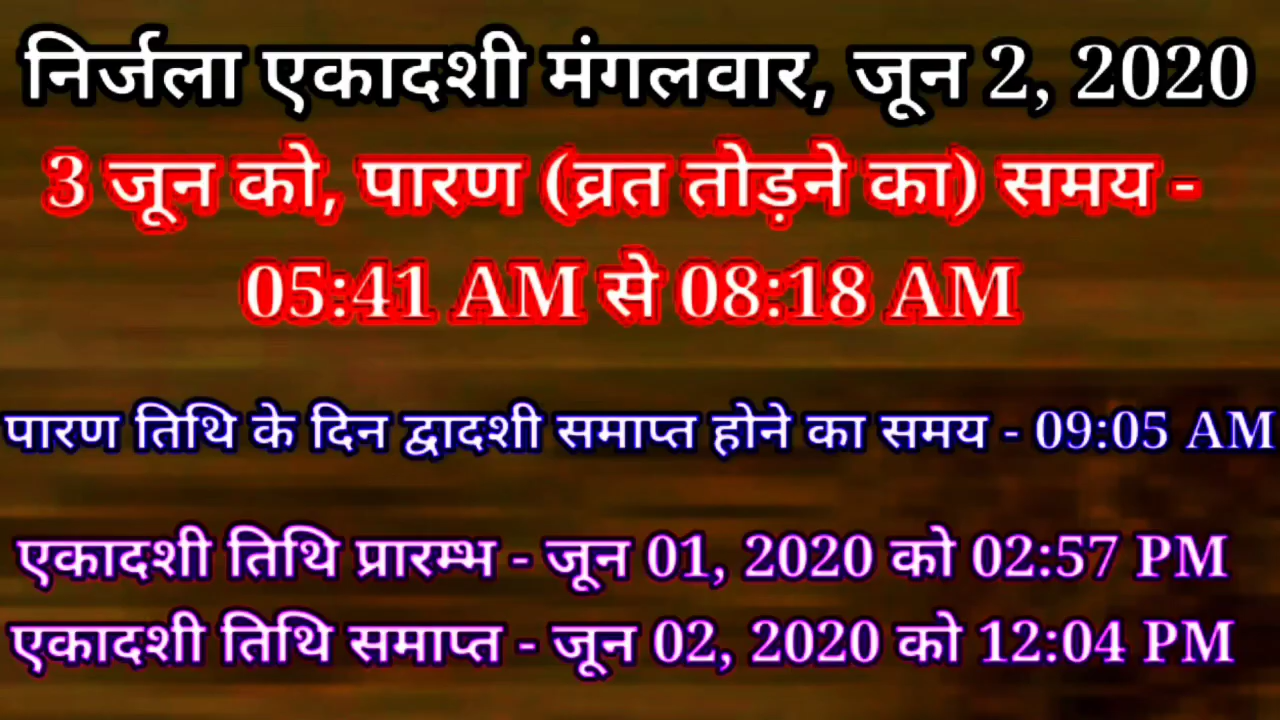 निर्जला एकादशी मंगलवार, जून 2, 2020
3 जून को, पारण (व्रत तोड़ने का) समय -
05:41 AM से 08:18 AM
पारण तिथि के दिन द्वादशी समाप्त होने का समय - 09:05 AM
एकादशी तिथि प्रारम्भ - जून 01, 2020 को 02:57 PM
एकादशी तिथि समाप्त - जून 02, 2020 को 12:04 PM